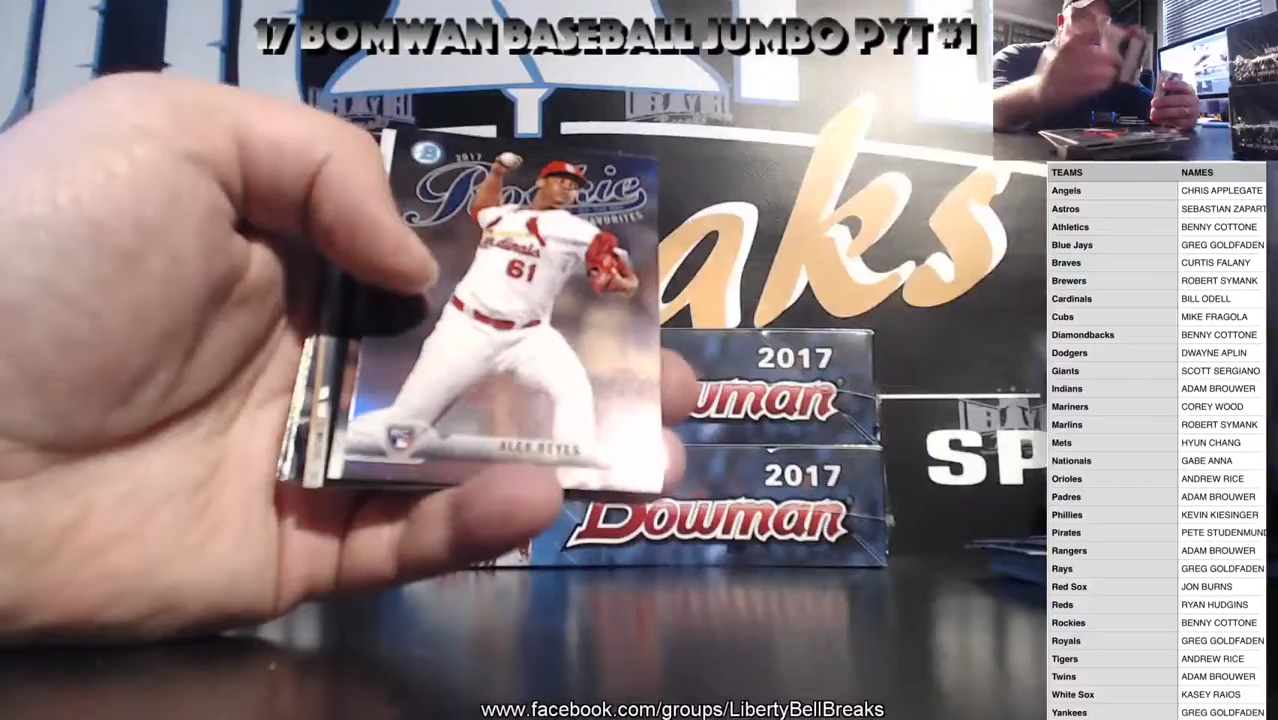 17 BOMWAN BASEBALL JUMBO PYT #1
2017
Rookie
FAVORITES
Cardinals
61
ALEX REYES
aks
SP
2017
wman
2017
Bowman
TEAMS NAMES
Angels CHRIS APPLEGATE
Astros SEBASTIAN ZAPART
Athletics BENNY COTTONE
Blue Jays GREG GOLDFADEN
Braves CURTIS FALANY
Brewers ROBERT SYMANK
Cardinals BILL ODELL
Cubs MIKE FRAGOLA
Diamondbacks BENNY COTTONE
Dodgers DWAYNE APLIN
Giants SCOTT SERGIANO
Indians ADAM BROUWER
Mariners COREY WOOD
Marlins ROBERT SYMANK
Mets HYUN CHANG
Nationals GABE ANNA
Orioles ANDREW RICE
Padres ADAM BROUWER
Phillies KEVIN KIESINGER
Pirates PETE STUDENMUND
Rangers ADAM BROUWER
Rays GREG GOLDFADEN
Red Sox JON BURNS
Reds RYAN HUDGINS
Rockies BENNY COTTONE
Royals GREG GOLDFADEN
Tigers ANDREW RICE
Twins ADAM BROUWER
White Sox KASEY RAIOS
Yankees GREG GOLDFADEN
www.facebook.com/groups/LibertyBellBreaks